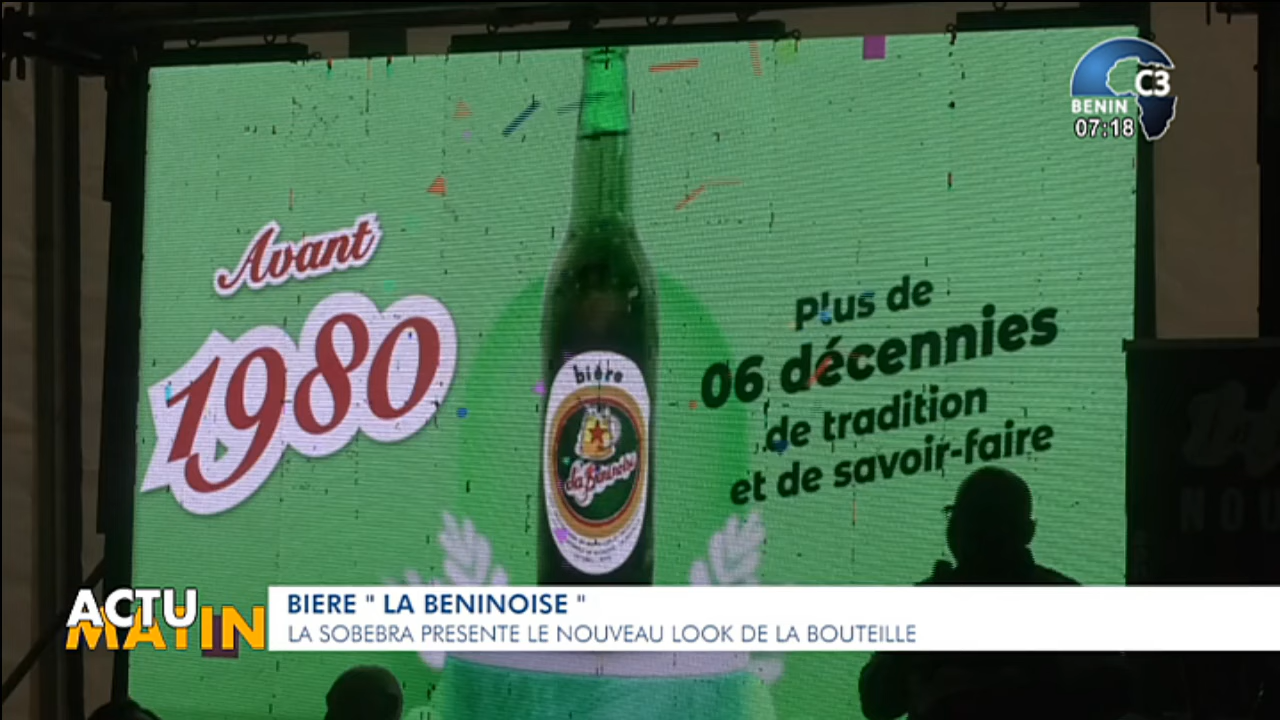 C3
BENIN
07:18
Avant
1980
Plus de
06 décennies
de tradition
et de savoir-faire
bière
La Beninoise
ACTU
MATIN
BIERE " LA BENINOISE "
LA SOBEBRA PRESENTE LE NOUVEAU LOOK DE LA BOUTEILLE